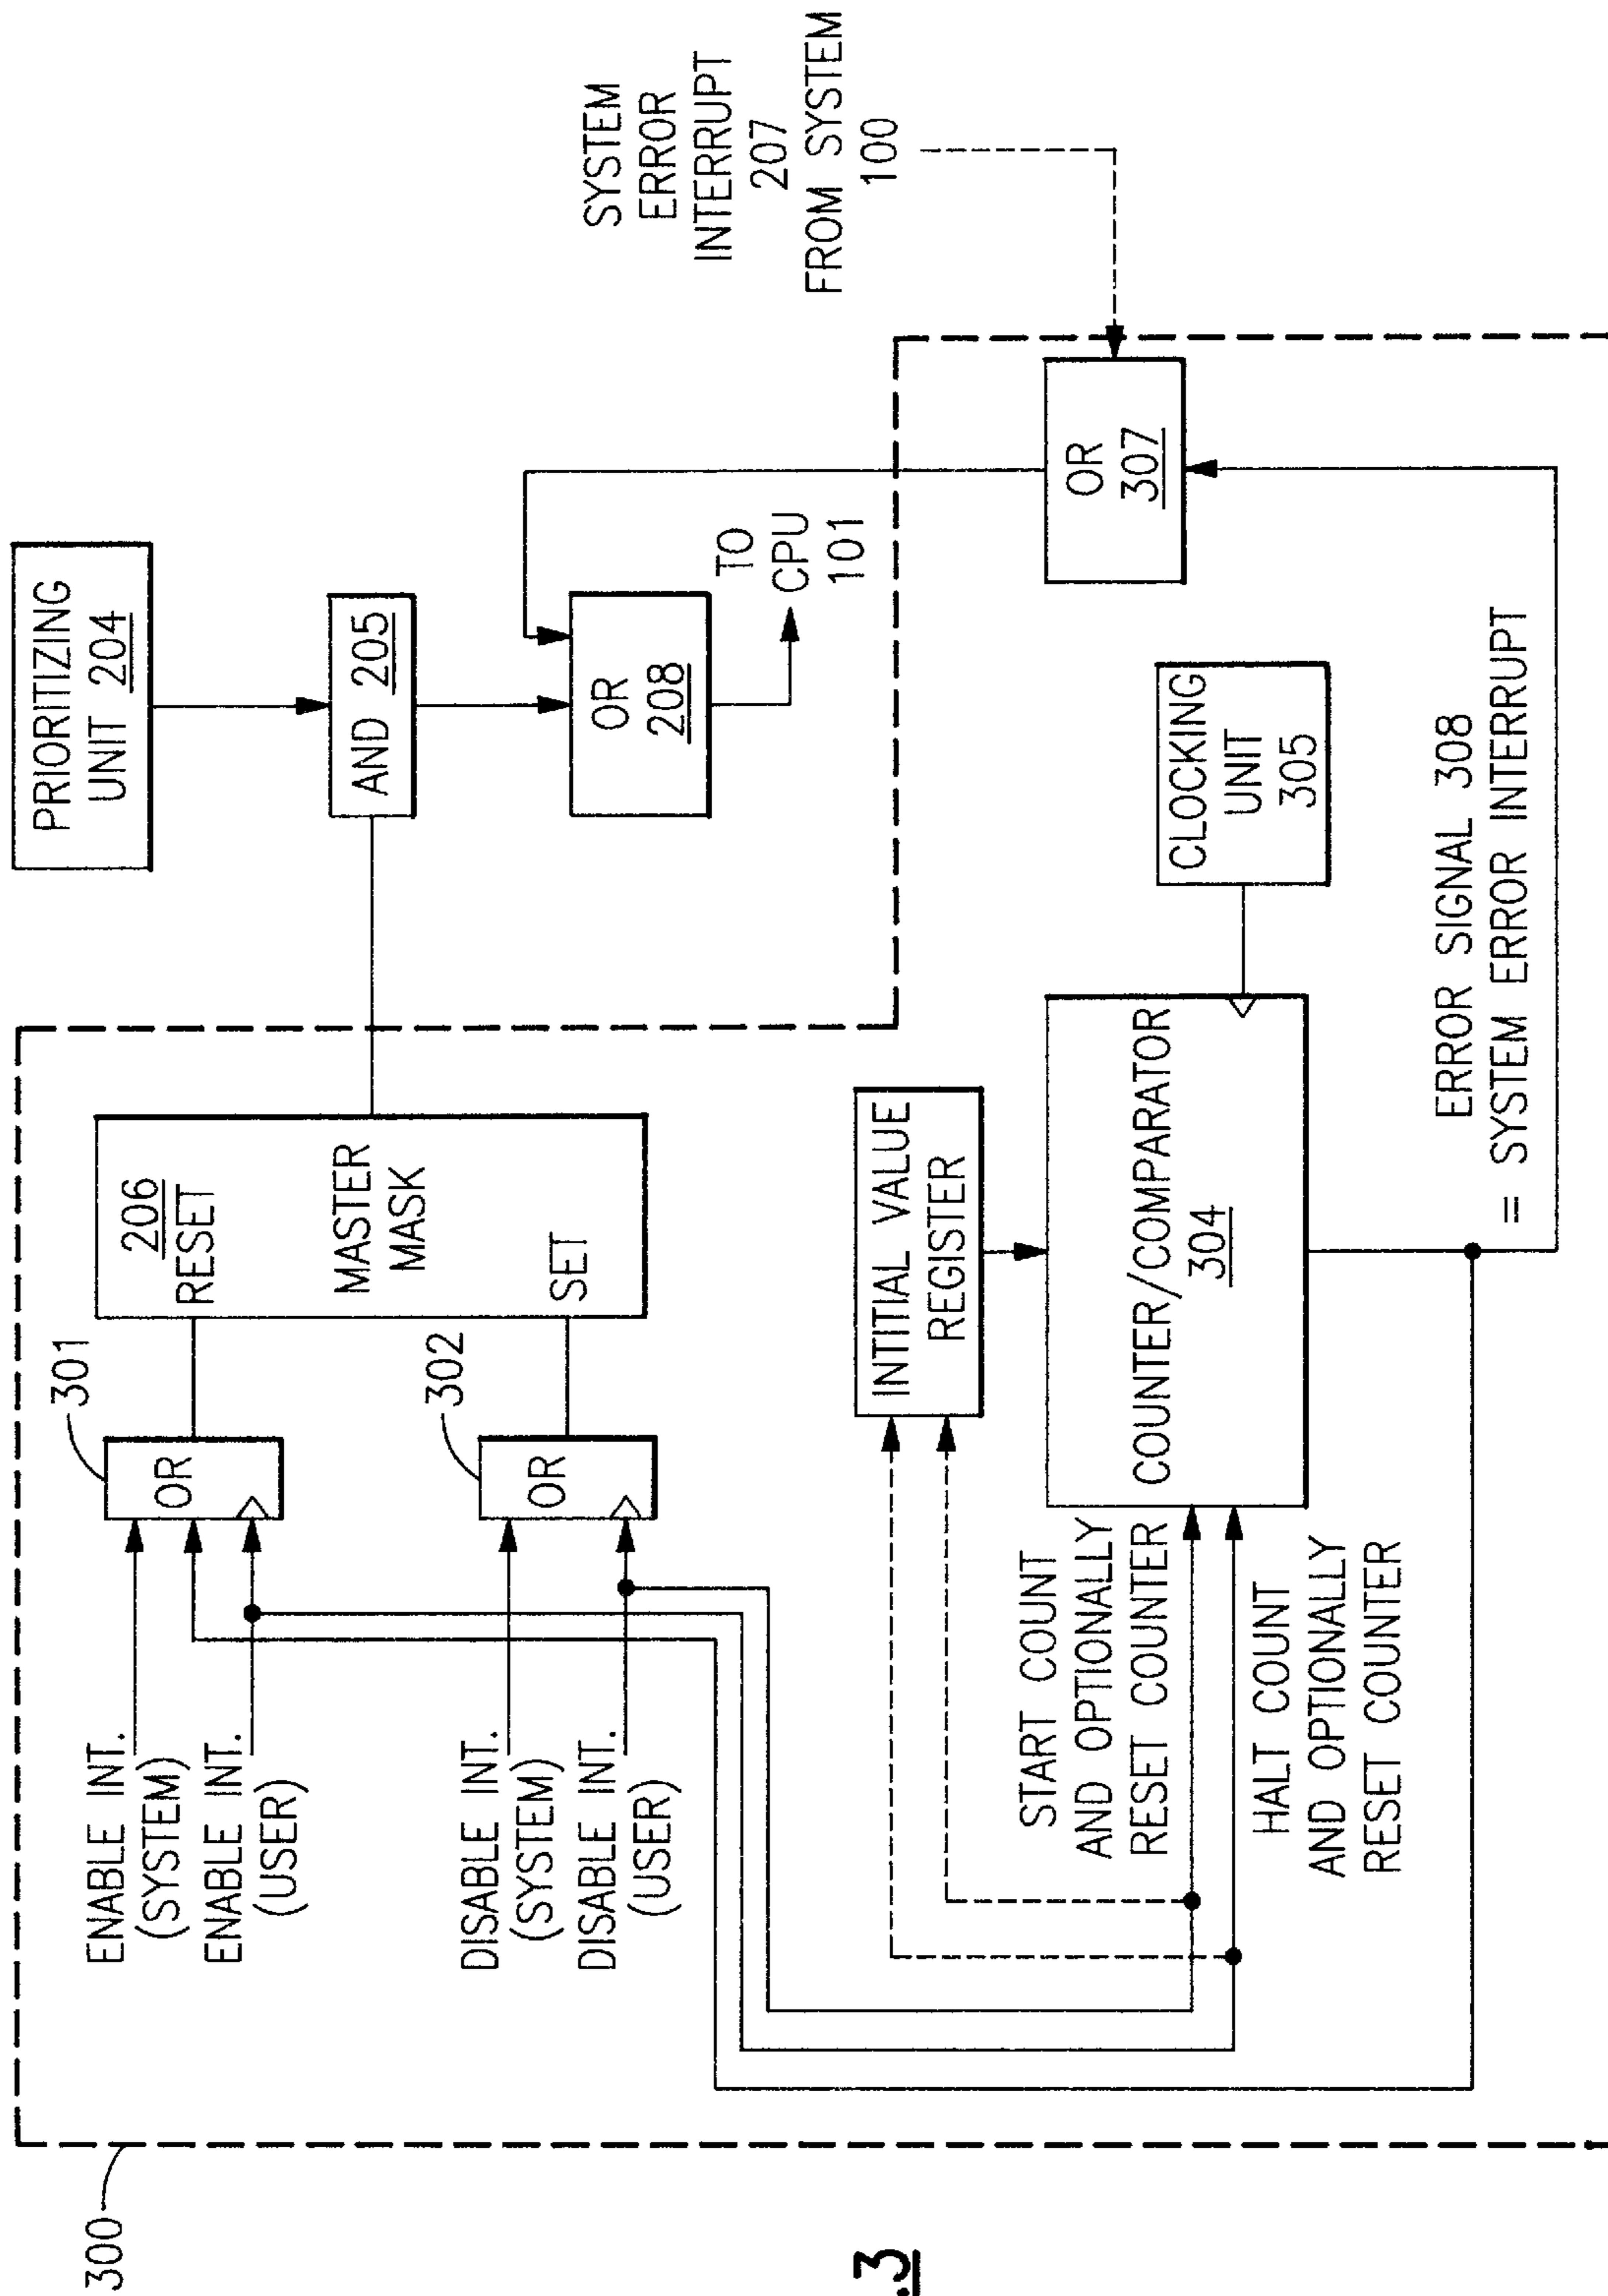 300
ENABLE INT.
(SYSTEM)
ENABLE INT.
(USER)
DISABLE INT.
(SYSTEM)
DISABLE INT.
(USER)
301
OR
302
OR
206
RESET
MASTER
MASK
SET
PRIORITIZING
UNIT 204
AND 205
OR
208
TO
CPU
101
SYSTEM
ERROR
INTERRUPT
207
FROM SYSTEM
100
OR
307
INTITIAL VALUE
REGISTER
START COUNT
AND OPTIONALLY
RESET COUNTER
HALT COUNT
AND OPTIONALLY
RESET COUNTER
COUNTER/COMPARATOR
304
CLOCKING
UNIT
305
ERROR SIGNAL 308
= SYSTEM ERROR INTERRUPT
.3